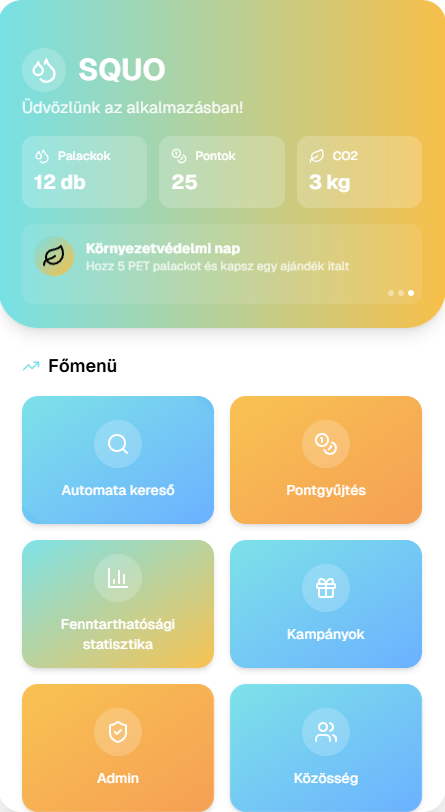 SQUO
Üdvözlünk az alkalmazásban!
Palackok
12 db
Pontok
25
CO2
3 kg
Környezetvédelmi nap
Hozz 5 PET palackot és kapsz egy ajándék italt
Főmenü
Automata kereső
Pontgyűjtés
Fenntarthatósági
statisztika
Kampányok
Admin
Közösség